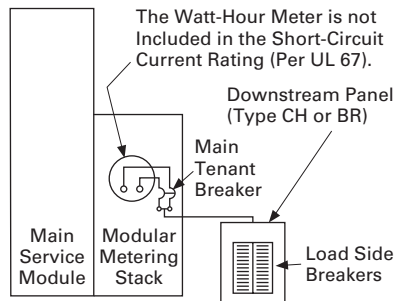 The Watt-Hour Meter is not
Included in the Short-Circuit
Current Rating (Per UL 67).
Downstream Panel
(Type CH or BR)
Main
Tenant
Breaker
Main
Service
Module
Modular
Metering
Stack
Load Side
Breakers